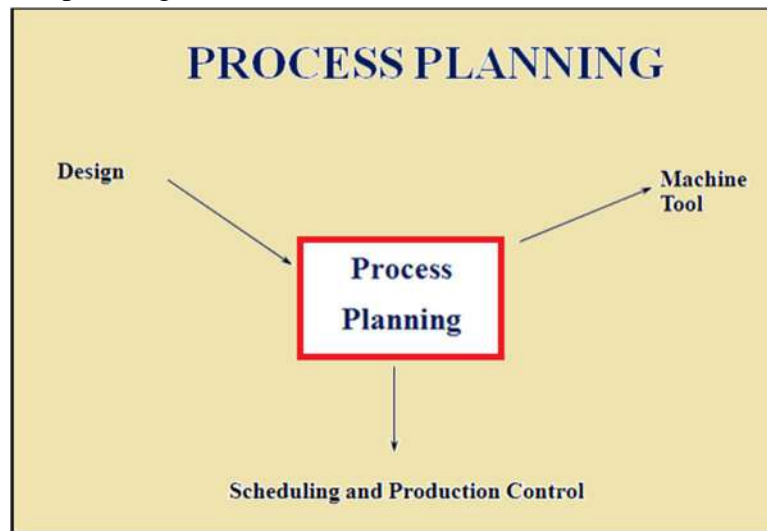 PROCESS PLANNING
Design
Machine
Tool
Process
Planning
Scheduling and Production Control